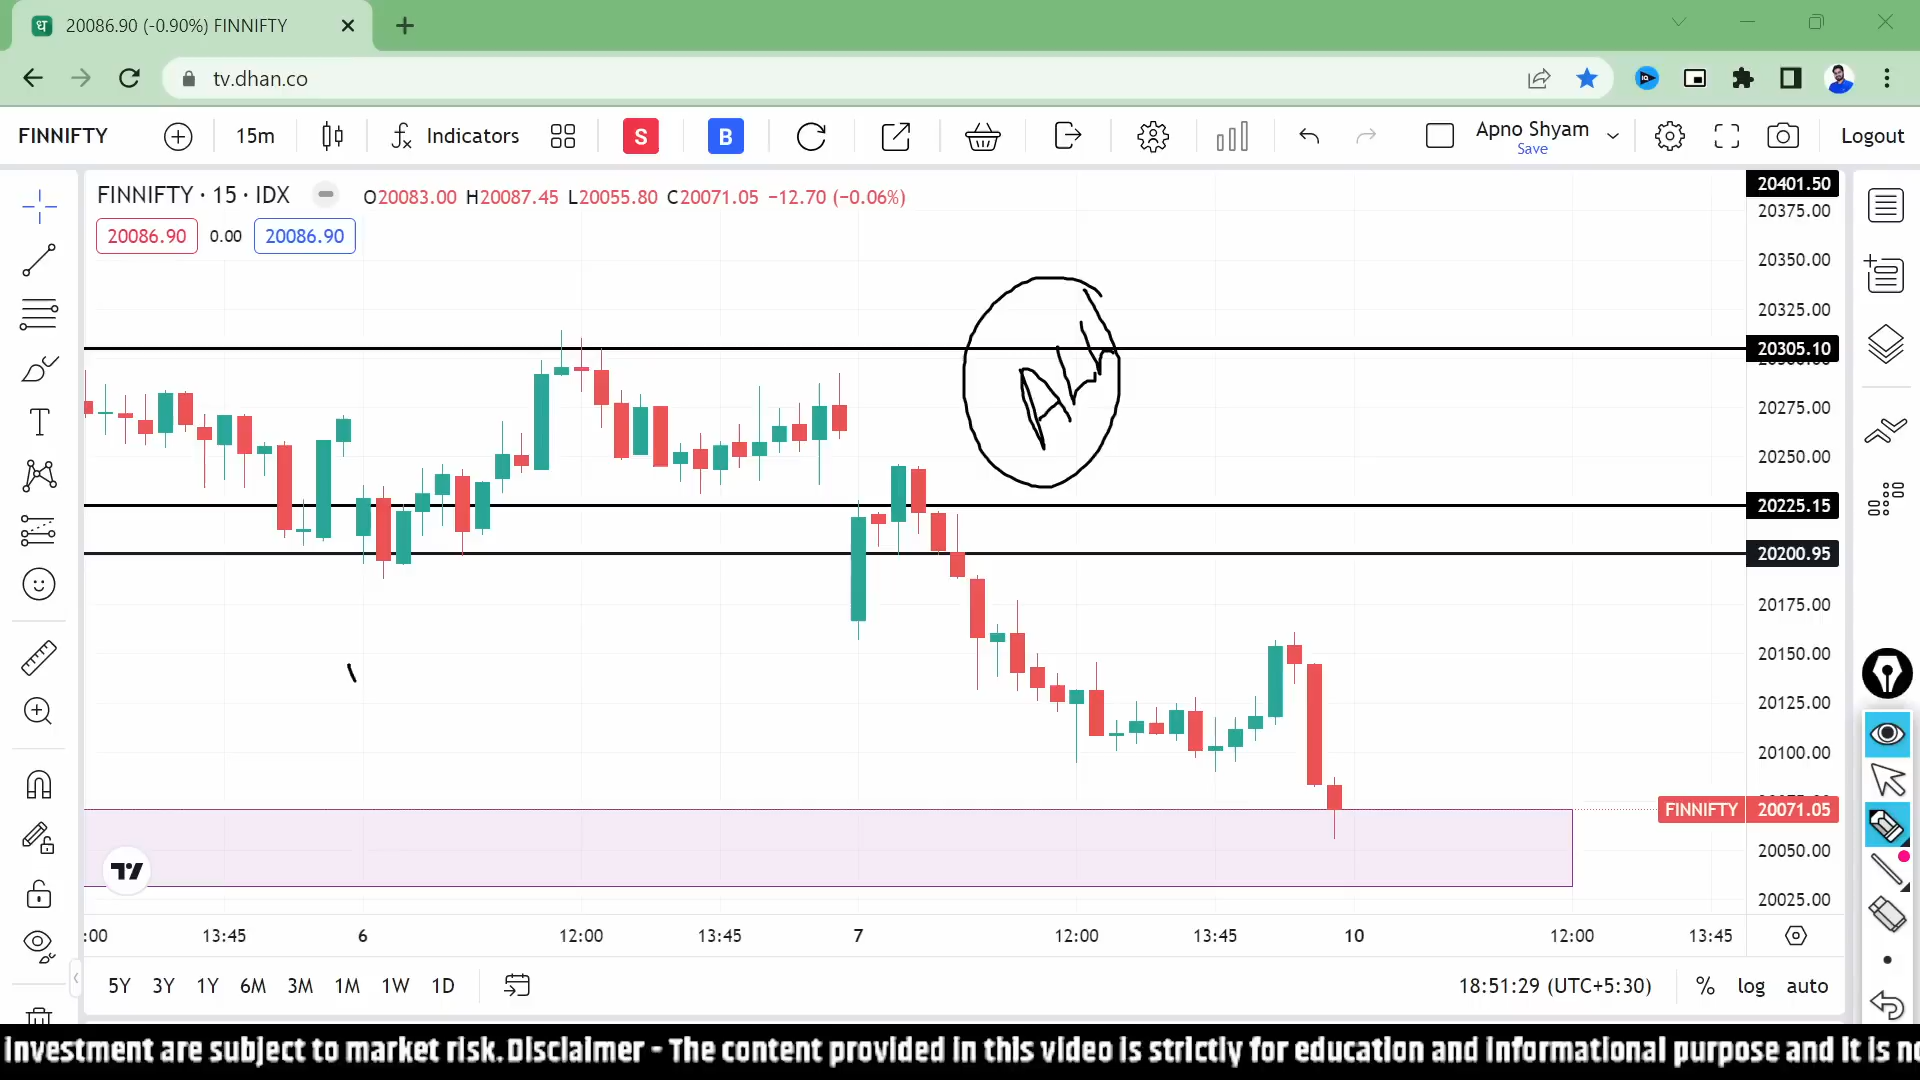 20086.90 (-0.90%) FINNIFTY
tv.dhan.co
FINNIFTY 15m Indicators S B Apno Shyam Save Logout
FINNIFTY · 15 · IDX O20083.00 H20087.45 L20055.80 C20071.05 −12.70 (−0.06%)
20086.90 0.00 20086.90
20401.50
20375.00
20350.00
20325.00
20305.10
20275.00
20250.00
20225.15
20200.95
20175.00
20150.00
20125.00
20100.00
FINNIFTY 20071.05
20050.00
20025.00
:00 13:45 6 12:00 13:45 7 12:00 13:45 10 12:00 13:45
5Y 3Y 1Y 6M 3M 1M 1W 1D 18:51:29 (UTC+5:30) % log auto
investment are subject to market risk. Disclaimer - The content provided in this video is strictly for education and informational purpose and it is